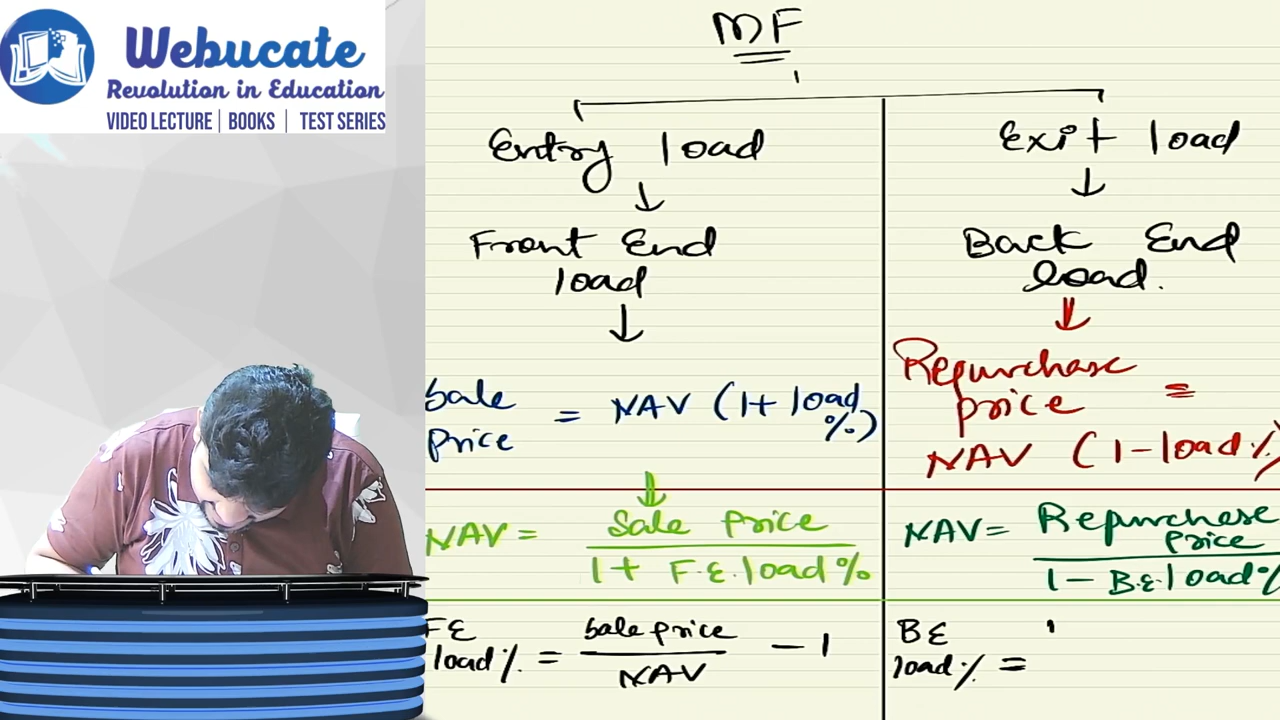 Webucate
Revolution in Education
VIDEO LECTURE | BOOKS | TEST SERIES
MF
Entry load
↓
Front End
load
↓
Sale
Price = NAV (1+ load
%)
↓
NAV = Sale Price
1 + F.E. load %
FE
load % = Sale price
NAV - 1
Exit load
↓
Back End
load.
↓
Repurchase
price =
NAV (1 - load %)
NAV = Repurchase
Price
1 - B.E. load %
BE
load % =